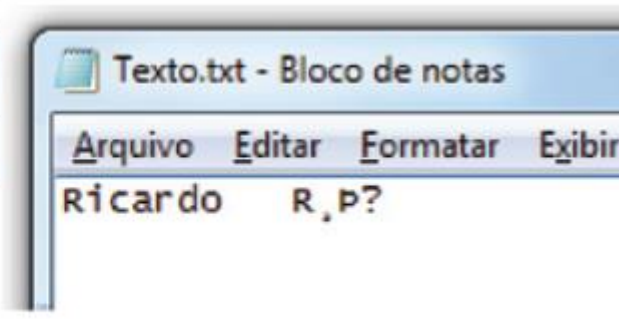 Texto.txt - Bloco de notas
Arquivo Editar Formatar Exibir
Ricardo R¸Þ?